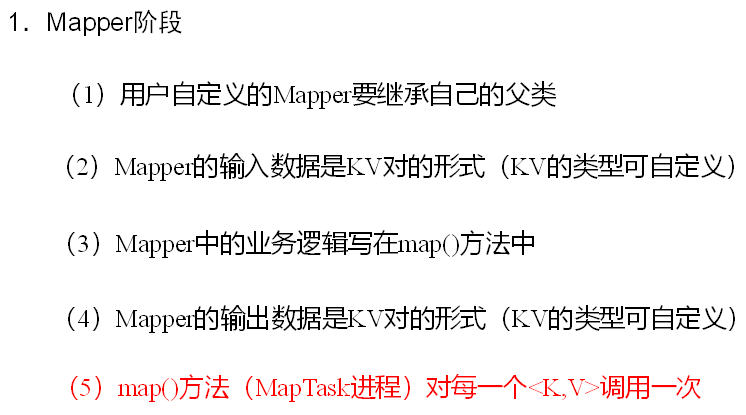 1．Mapper阶段
（1）用户自定义的Mapper要继承自己的父类
（2）Mapper的输入数据是KV对的形式（KV的类型可自定义）
（3）Mapper中的业务逻辑写在map()方法中
（4）Mapper的输出数据是KV对的形式（KV的类型可自定义）
（5）map()方法（MapTask进程）对每一个<K,V>调用一次